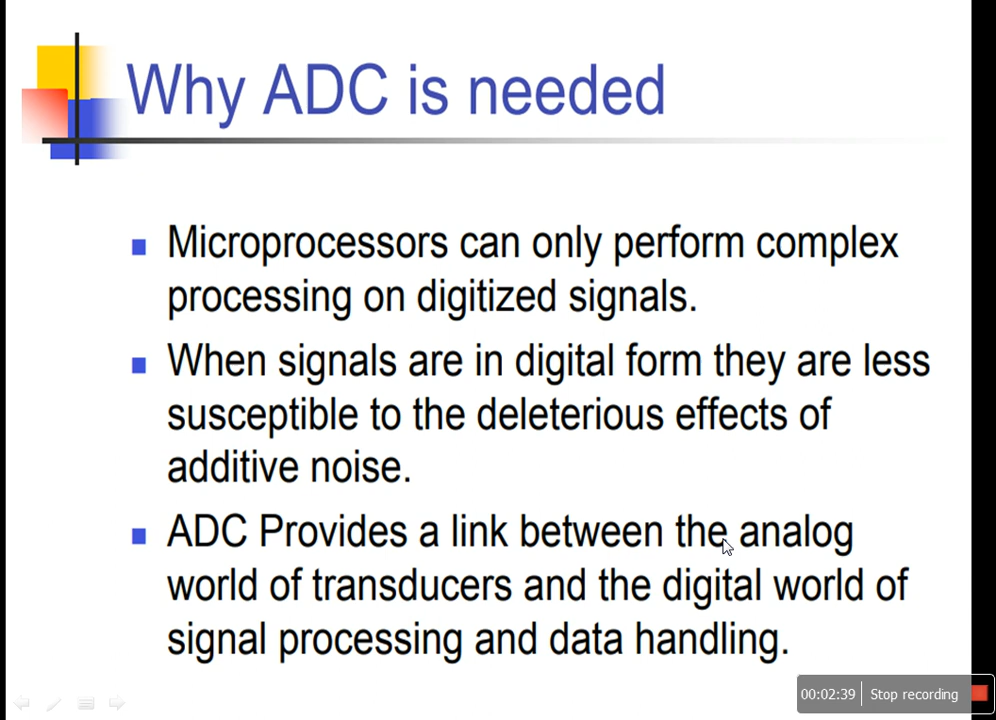 Why ADC is needed
Microprocessors can only perform complex
processing on digitized signals.
When signals are in digital form they are less
susceptible to the deleterious effects of
additive noise.
ADC Provides a link between the analog
world of transducers and the digital world of
signal processing and data handling.
00:02:39 Stop recording